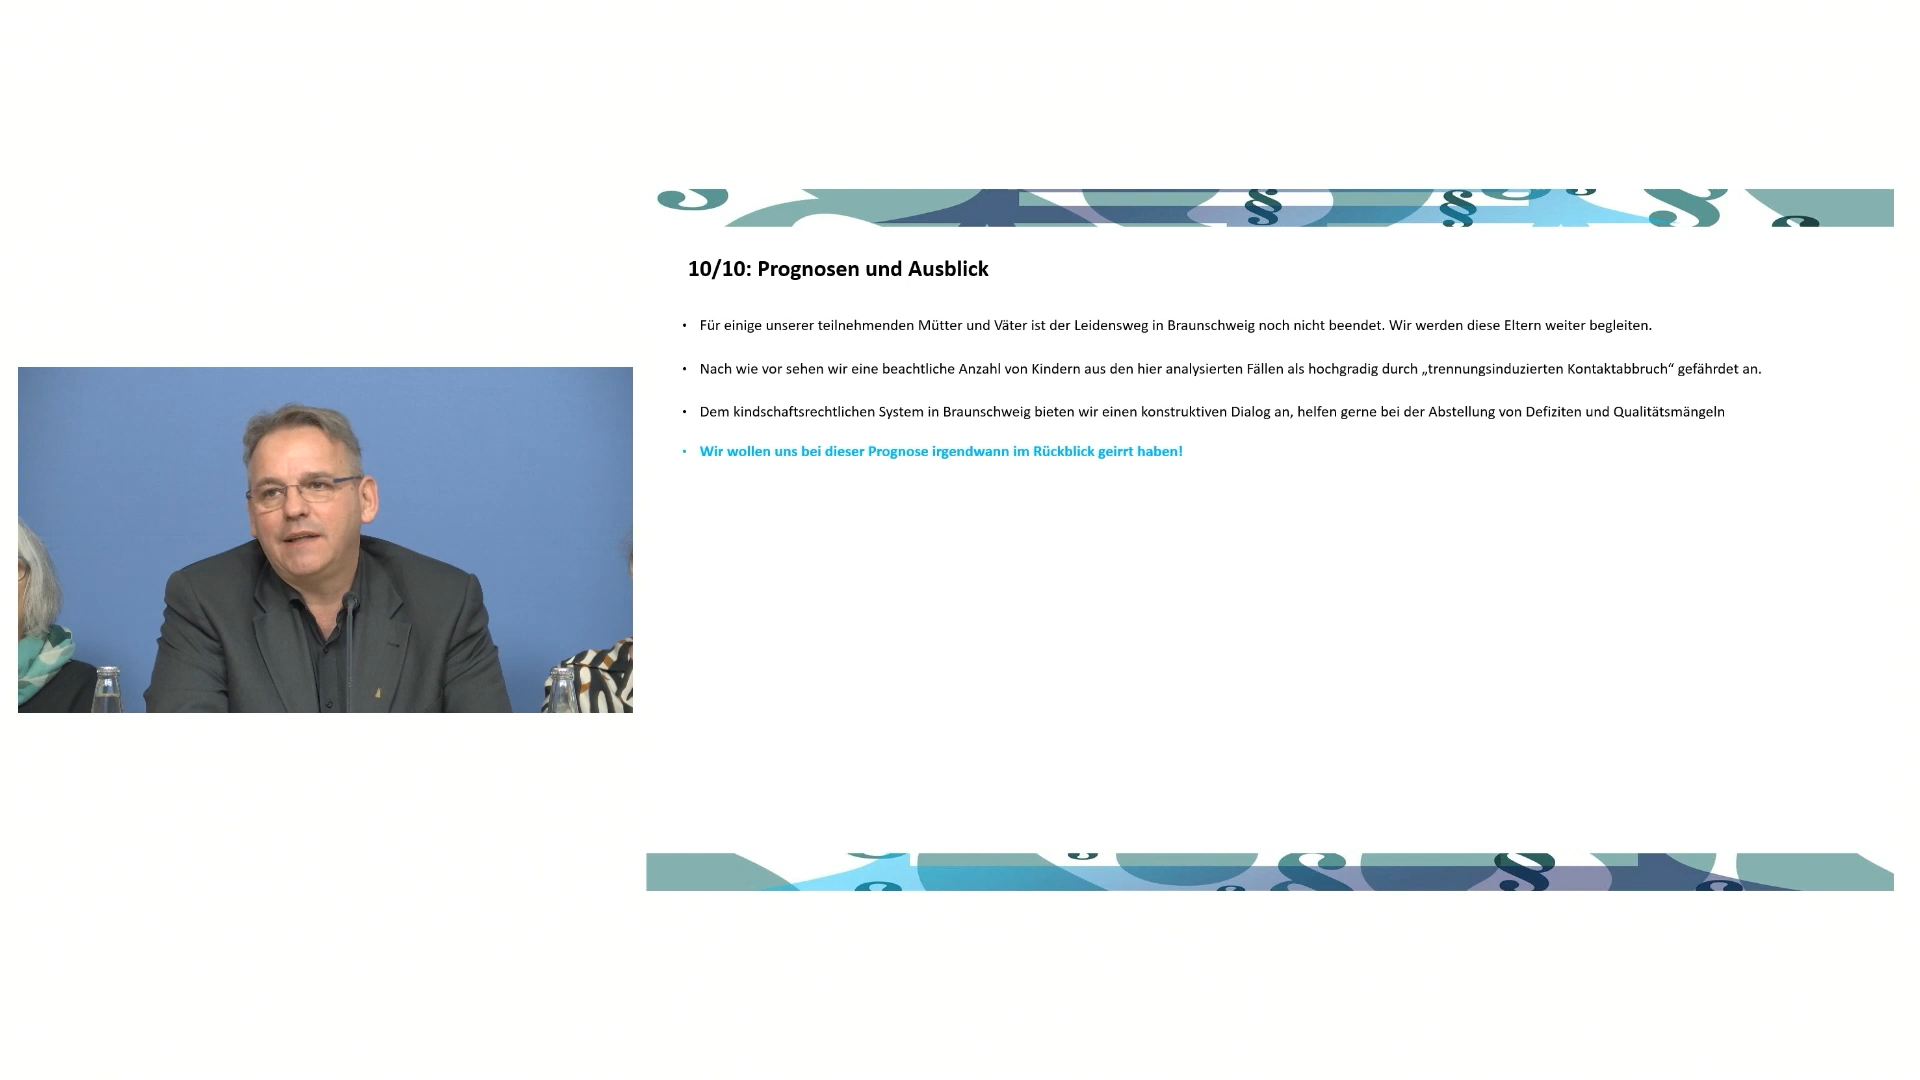 10/10: Prognosen und Ausblick
• Für einige unserer teilnehmenden Mütter und Väter ist der Leidensweg in Braunschweig noch nicht beendet. Wir werden diese Eltern weiter begleiten.
• Nach wie vor sehen wir eine beachtliche Anzahl von Kindern aus den hier analysierten Fällen als hochgradig durch „trennungsinduzierten Kontaktabbruch“ gefährdet an.
• Dem kindschaftsrechtlichen System in Braunschweig bieten wir einen konstruktiven Dialog an, helfen gerne bei der Abstellung von Defiziten und Qualitätsmängeln
• Wir wollen uns bei dieser Prognose irgendwann im Rückblick geirrt haben!